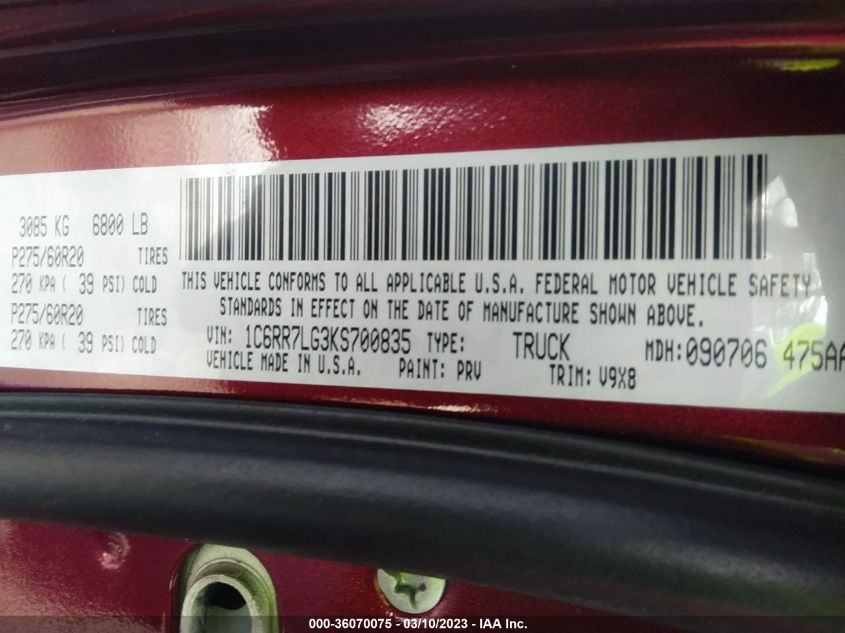 3085 KG 6800 LB
P275/60R20 TIRES
270 KPA ( 39 PSI) COLD
P275/60R20 TIRES
270 KPA ( 39 PSI) COLD
THIS VEHICLE CONFORMS TO ALL APPLICABLE U.S.A. FEDERAL MOTOR VEHICLE SAFETY
STANDARDS IN EFFECT ON THE DATE OF MANUFACTURE SHOWN ABOVE.
VIN: 1C6RR7LG3KS700835 TYPE: TRUCK MDH:090706 475AA
VEHICLE MADE IN U.S.A. PAINT: PRV TRIM: V9X8
000-36070075 - 03/10/2023 - IAA Inc.